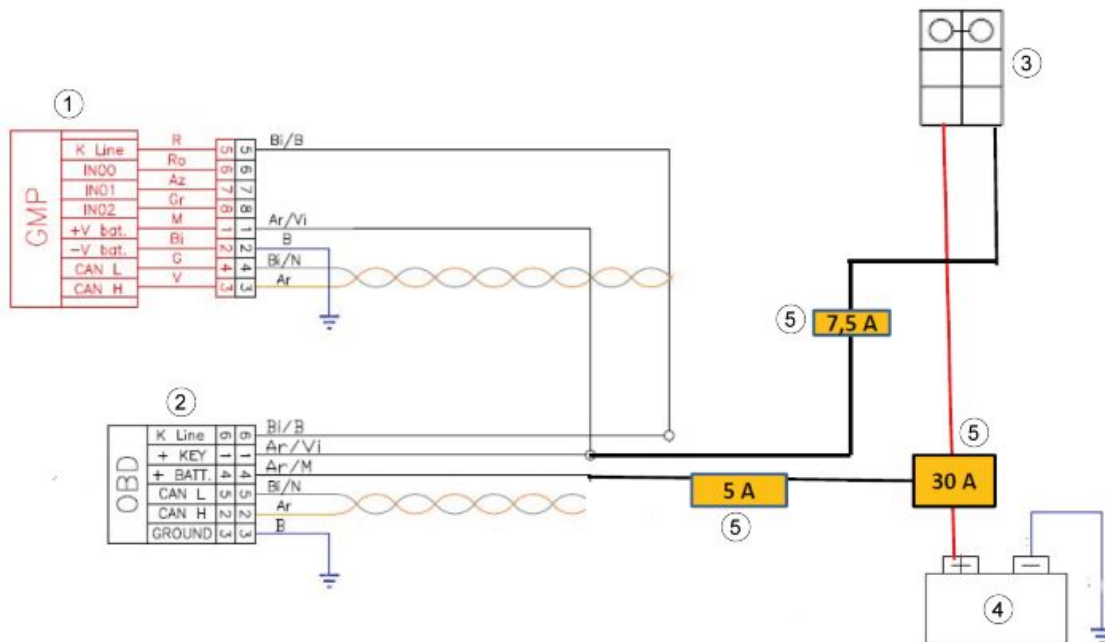 3
1
GMP
K Line R 5 5 Bi/B
IN00 Ro 6 6
IN01 Az 7 7
IN02 Gr 8 8
+V bat. M 1 1 Ar/Vi
-V bat. Bi 2 2 B
CAN L G 4 4 Bi/N
CAN H V 3 3 Ar
5 7,5 A
2
OBD
K Line 6 6 Bi/B
+ KEY 1 1 Ar/Vi
+ BATT. 4 4 Ar/M
CAN L 5 5 Bi/N
CAN H 2 2 Ar
GROUND 3 3 B
5 A
5
5
30 A
+ −
4